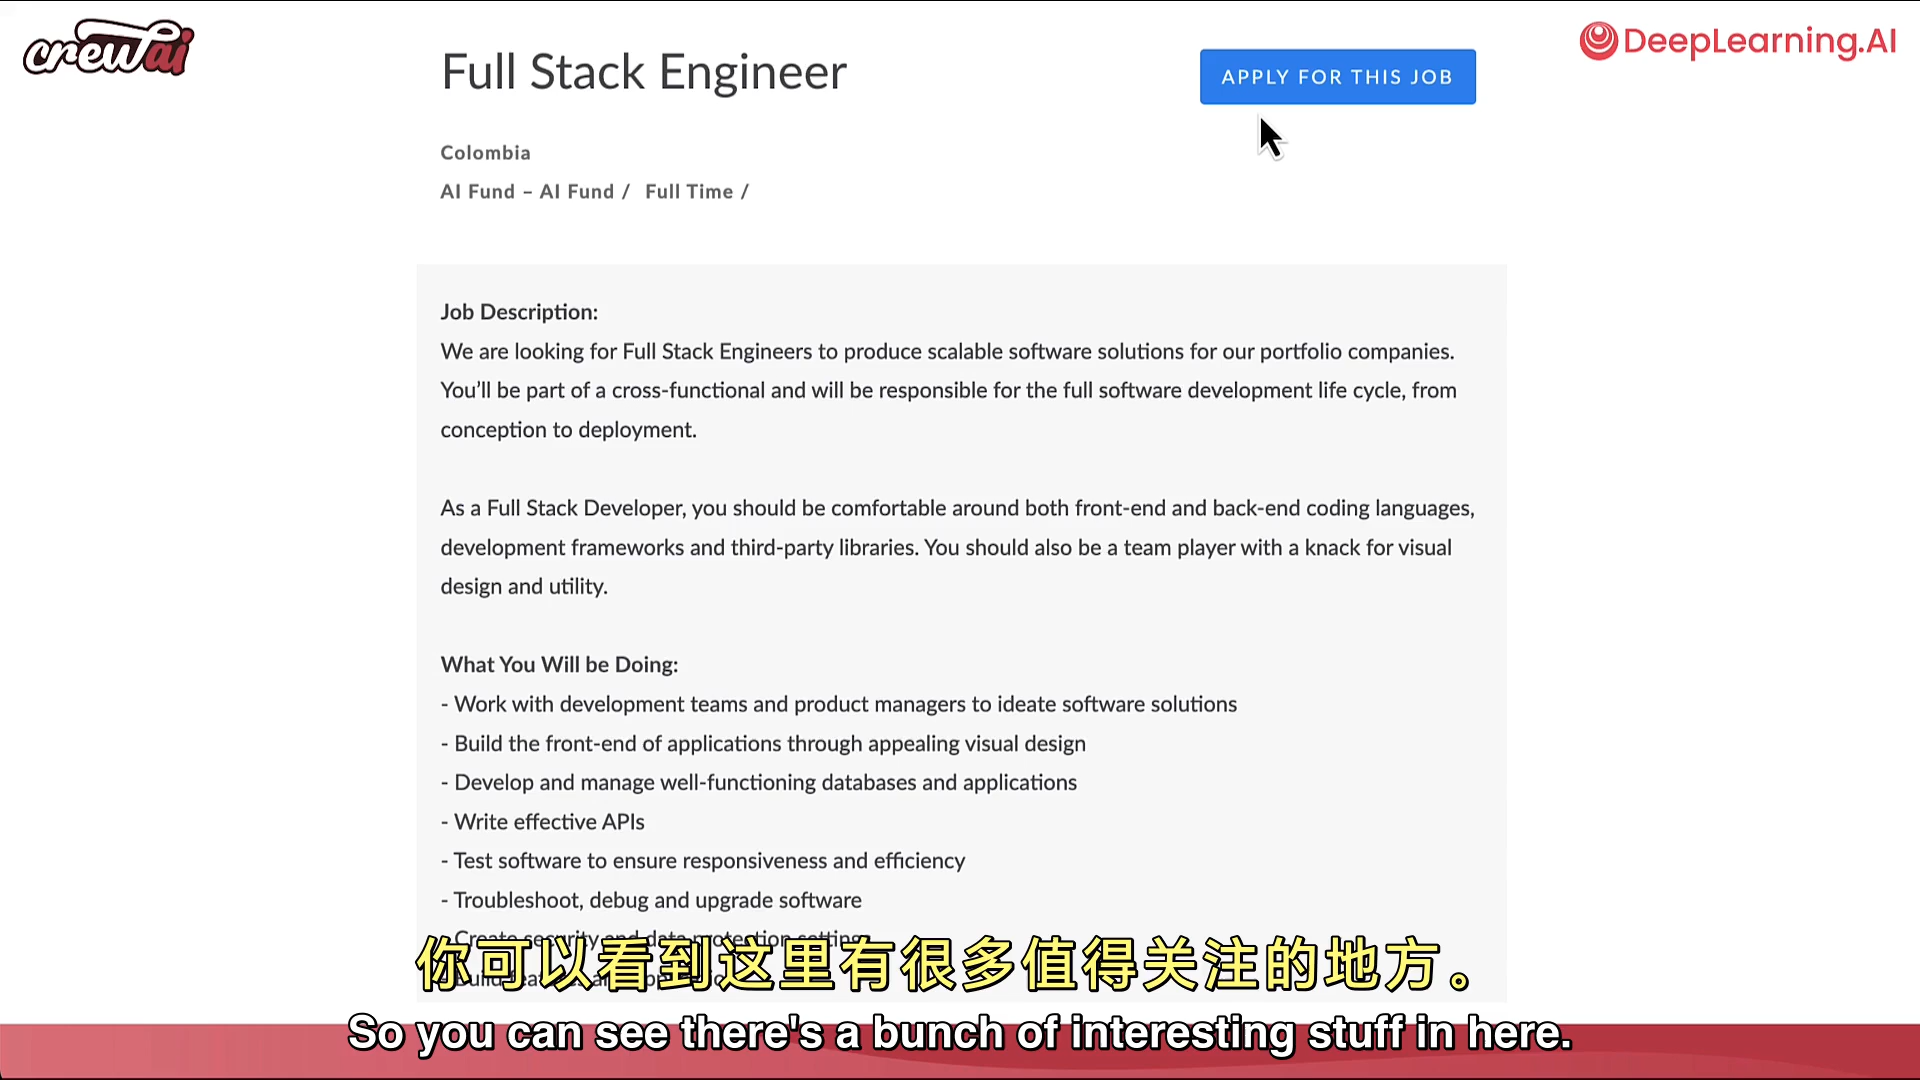 crewai
DeepLearning.AI
Full Stack Engineer
APPLY FOR THIS JOB
Colombia
AI Fund – AI Fund / Full Time /
Job Description:
We are looking for Full Stack Engineers to produce scalable software solutions for our portfolio companies.
You’ll be part of a cross-functional and will be responsible for the full software development life cycle, from
conception to deployment.
As a Full Stack Developer, you should be comfortable around both front-end and back-end coding languages,
development frameworks and third-party libraries. You should also be a team player with a knack for visual
design and utility.
What You Will be Doing:
- Work with development teams and product managers to ideate software solutions
- Build the front-end of applications through appealing visual design
- Develop and manage well-functioning databases and applications
- Write effective APIs
- Test software to ensure responsiveness and efficiency
- Troubleshoot, debug and upgrade software
- Create security and data protection settings
你可以看到这里有很多值得关注的地方。
So you can see there's a bunch of interesting stuff in here.